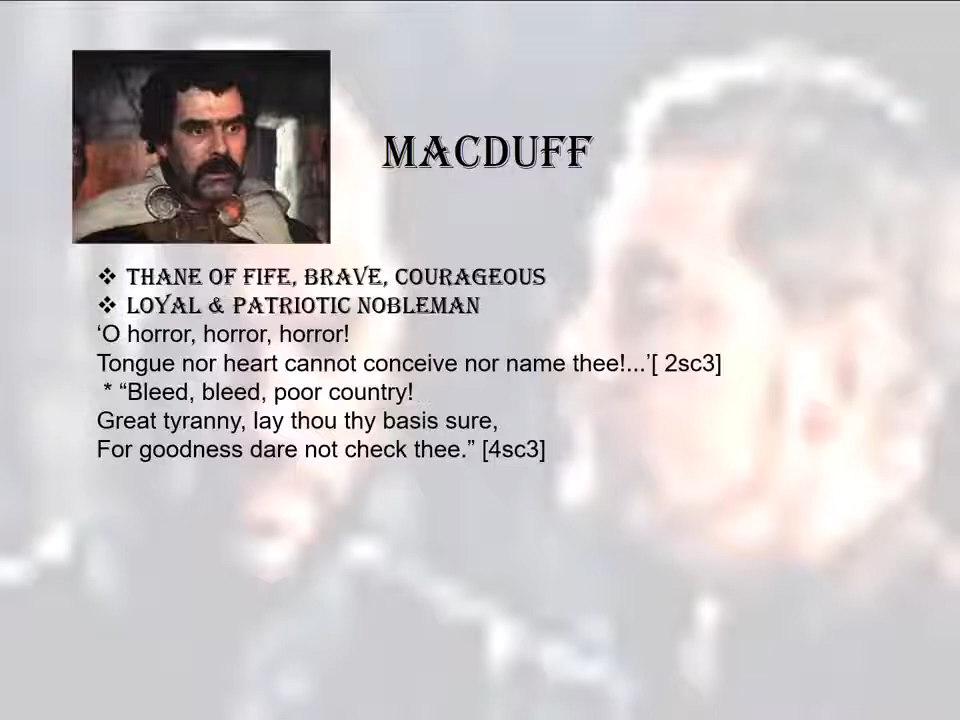 MACDUFF
❖ THANE OF FIFE, BRAVE, COURAGEOUS
❖ LOYAL & PATRIOTIC NOBLEMAN
‘O horror, horror, horror!
Tongue nor heart cannot conceive nor name thee!...’[ 2sc3]
* “Bleed, bleed, poor country!
Great tyranny, lay thou thy basis sure,
For goodness dare not check thee.” [4sc3]